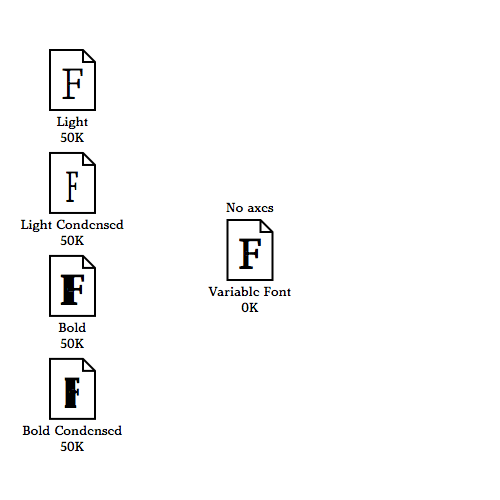 F
Light
50K
F
Light Condensed
50K
F
Bold
50K
F
Bold Condensed
50K
No axes
F
Variable Font
0K